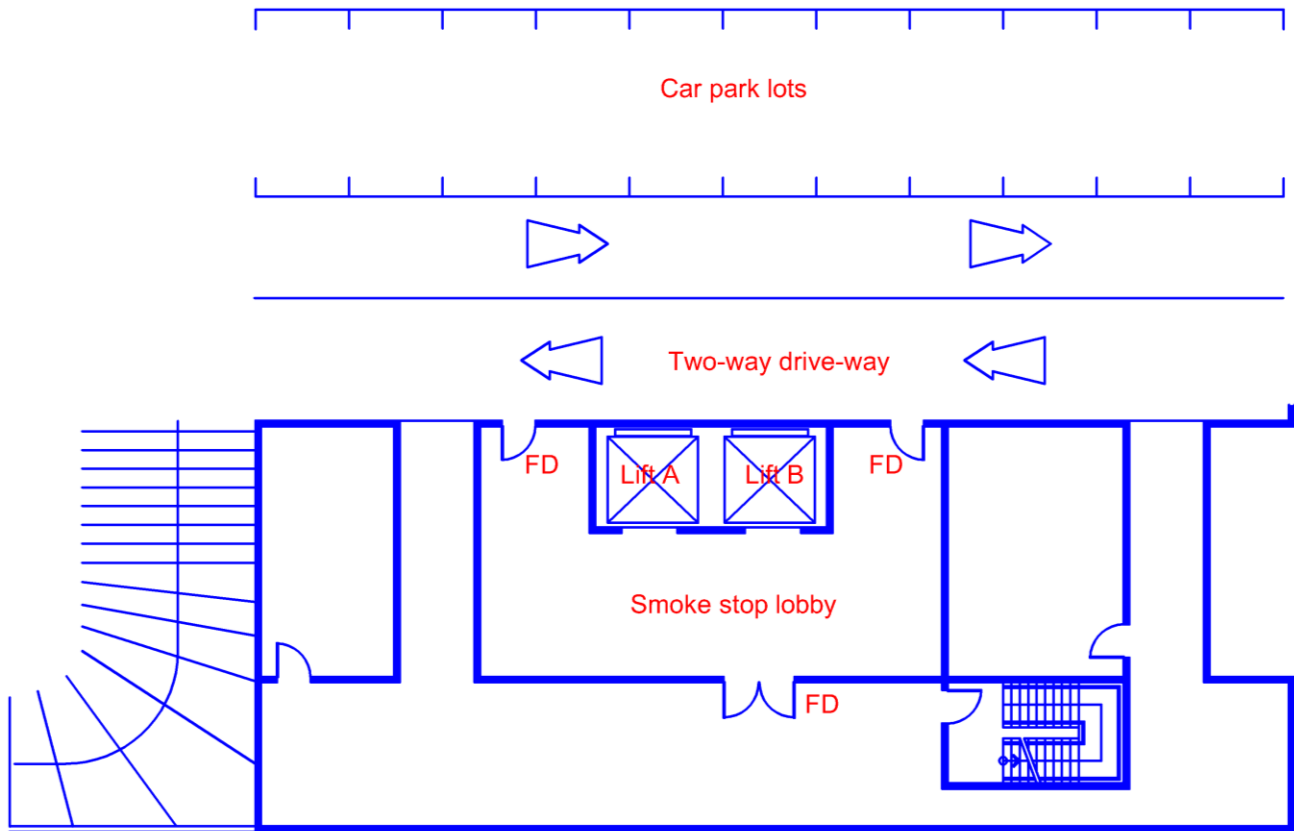 Car park lots
Two-way drive-way
FD
Lift A
Lift B
FD
Smoke stop lobby
FD